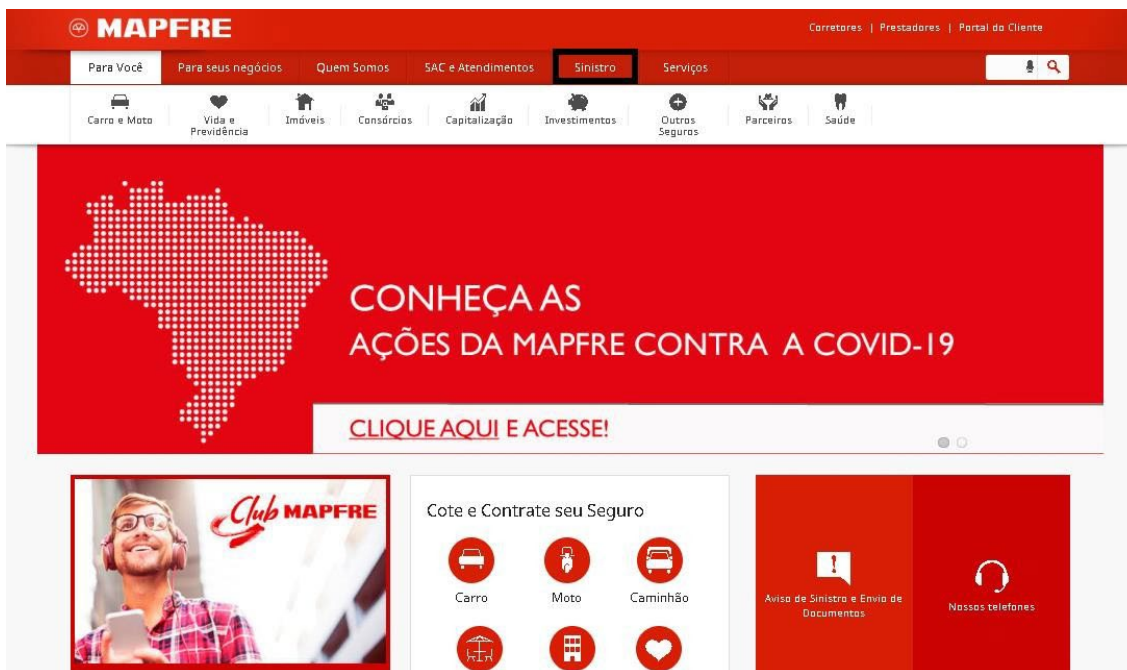 MAPFRE
Corretores | Prestadores | Portal do Cliente
Para Você
Para seus negócios
Quem Somos
SAC e Atendimentos
Sinistro
Serviços
Carro e Moto
Vida e
Previdência
Imóveis
Consórcios
Capitalização
Investimentos
Outros
Seguros
Parceiros
Saúde
CONHEÇA AS
AÇÕES DA MAPFRE CONTRA A COVID-19
CLIQUE AQUI E ACESSE!
Club MAPFRE
Cote e Contrate seu Seguro
Carro
Moto
Caminhão
Aviso de Sinistro e Envio de
Documentos
Nossos telefones